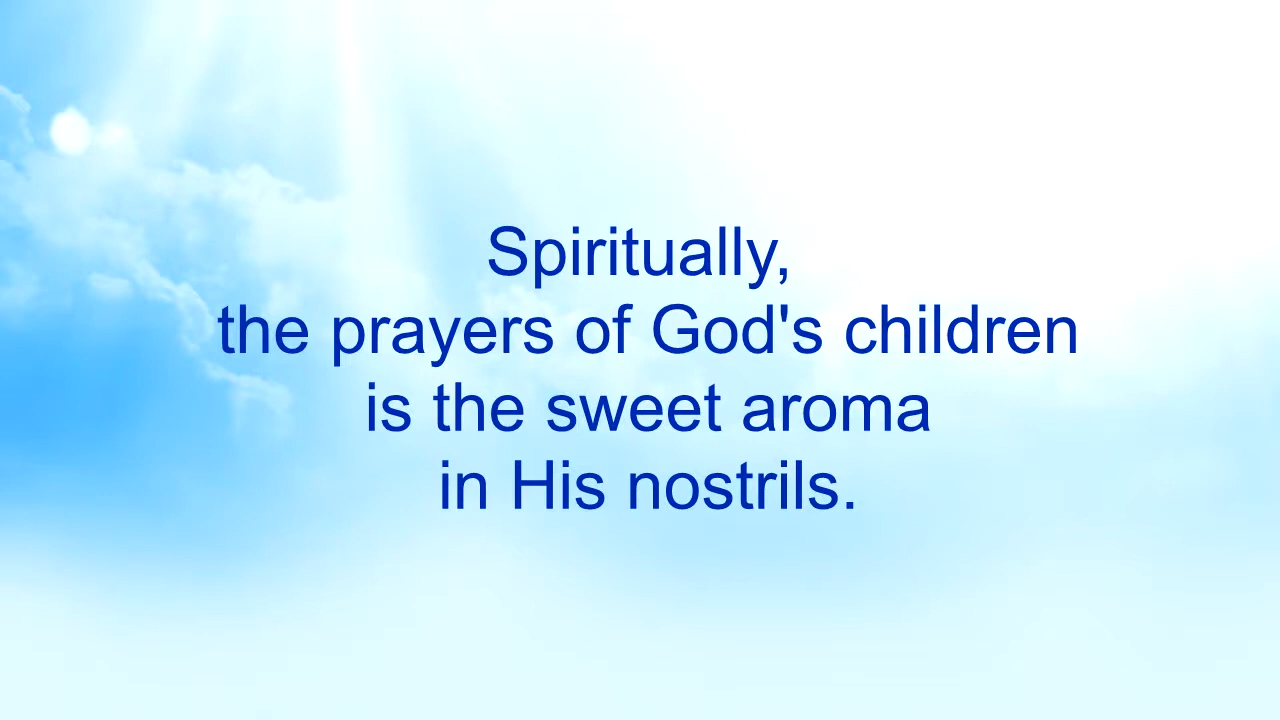 Spiritually,
the prayers of God's children
is the sweet aroma
in His nostrils.